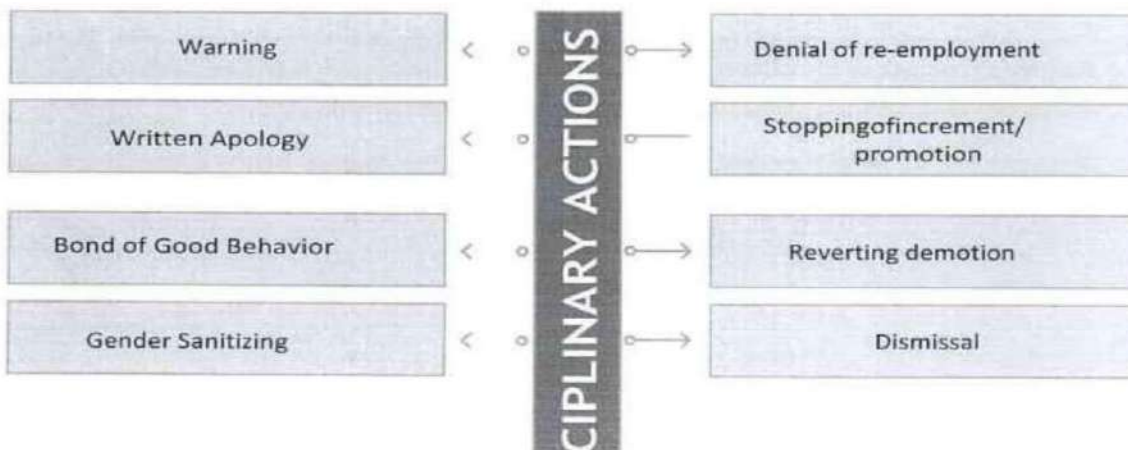 Warning
Written Apology
Bond of Good Behavior
Gender Sanitizing
CIPLINARY ACTIONS
Denial of re-employment
Stoppingofincrement/
promotion
Reverting demotion
Dismissal